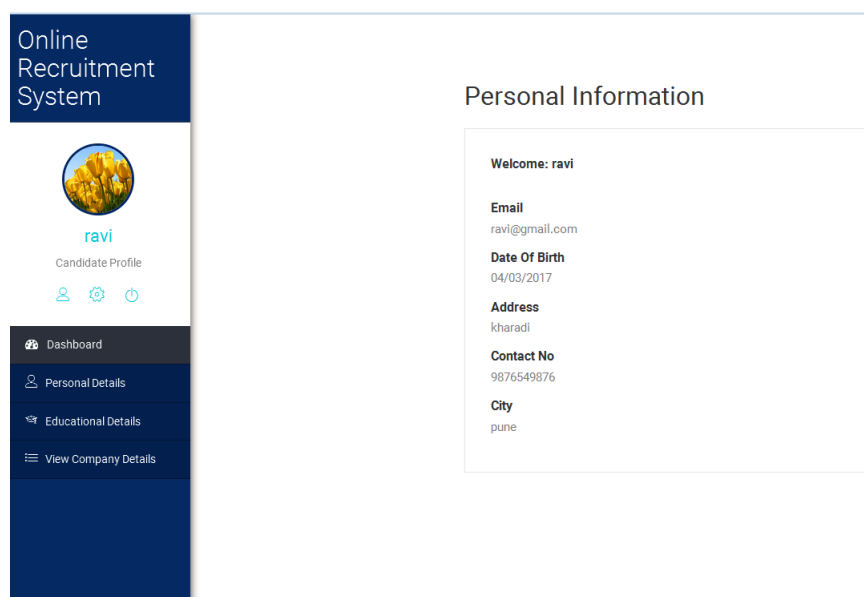 Online
Recruitment
System
ravi
Candidate Profile
Dashboard
Personal Details
Educational Details
View Company Details
Personal Information
Welcome: ravi
Email
ravi@gmail.com
Date Of Birth
04/03/2017
Address
kharadi
Contact No
9876549876
City
pune